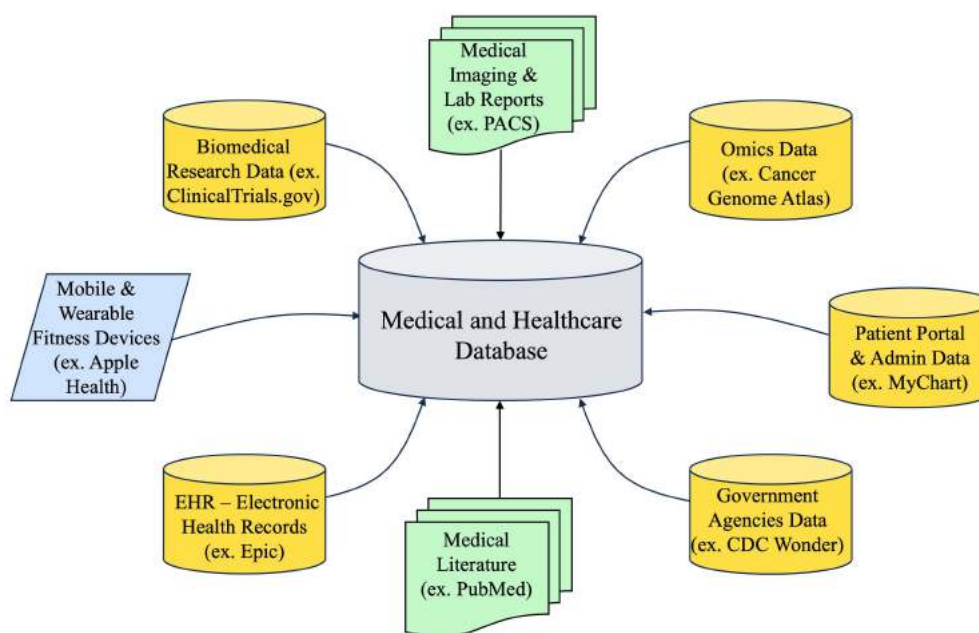 Medical
Imaging &
Lab Reports
(ex. PACS)
Biomedical
Research Data (ex.
ClinicalTrials.gov)
Omics Data
(ex. Cancer
Genome Atlas)
Mobile &
Wearable
Fitness Devices
(ex. Apple
Health)
Medical and Healthcare
Database
Patient Portal
& Admin Data
(ex. MyChart)
EHR – Electronic
Health Records
(ex. Epic)
Medical
Literature
(ex. PubMed)
Government
Agencies Data
(ex. CDC Wonder)